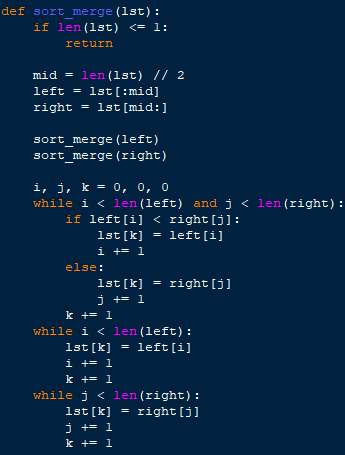 def sort_merge(lst):
    if len(lst) <= 1:
        return
    mid = len(lst) // 2
    left = lst[:mid]
    right = lst[mid:]
    sort_merge(left)
    sort_merge(right)
    i, j, k = 0, 0, 0
    while i < len(left) and j < len(right):
        if left[i] < right[j]:
            lst[k] = left[i]
            i += 1
        else:
            lst[k] = right[j]
            j += 1
        k += 1
    while i < len(left):
        lst[k] = left[i]
        i += 1
        k += 1
    while j < len(right):
        lst[k] = right[j]
        j += 1
        k += 1